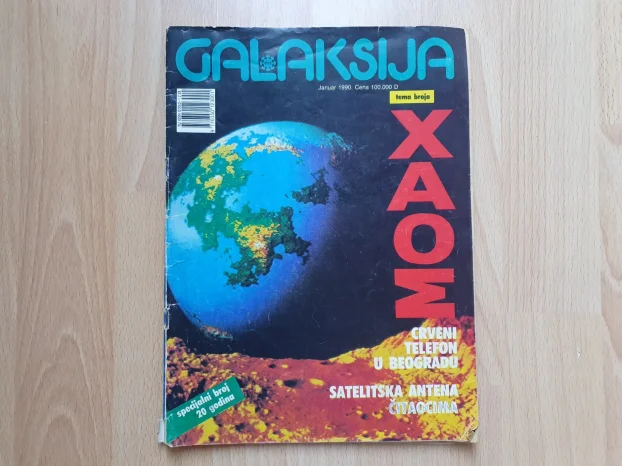 GALAKSIJA
Januar 1990. Cena 100.000 D
tema broja
ΧΑΟΣ
CRVENI
TELEFON
U BEOGRADU
SATELITSKA ANTENA
ČITAOCIMA
specijalni broj
20 godina